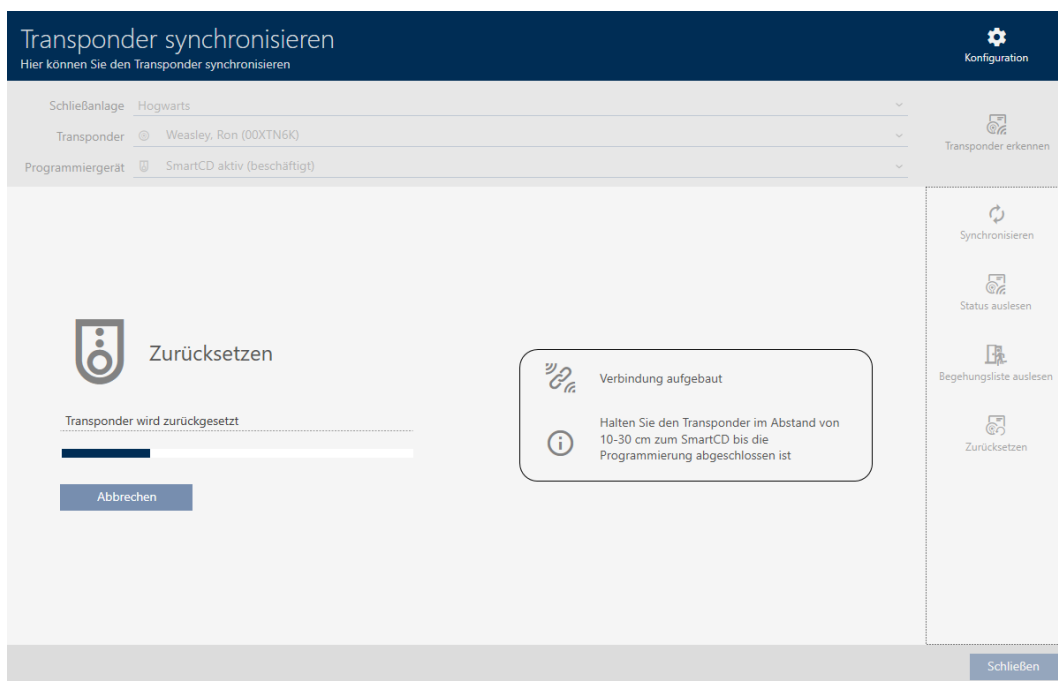 Transponder synchronisieren
Hier können Sie den Transponder synchronisieren
Konfiguration
Schließanlage Hogwarts
Transponder Weasley, Ron (00XTN6K)
Programmiergerät SmartCD aktiv (beschäftigt)
Transponder erkennen
Synchronisieren
Status auslesen
Begehungsliste auslesen
Zurücksetzen
Zurücksetzen
Transponder wird zurückgesetzt
Abbrechen
Verbindung aufgebaut
Halten Sie den Transponder im Abstand von
10-30 cm zum SmartCD bis die
Programmierung abgeschlossen ist
Schließen